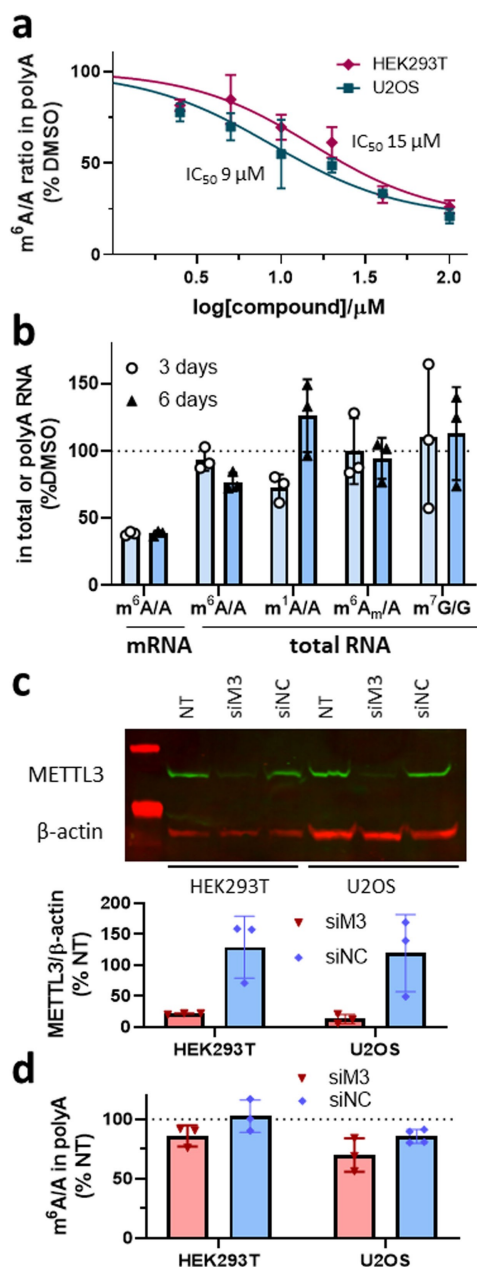 a
m⁶A/A ratio in polyA
(% DMSO)
100
50
0
HEK293T
U2OS
IC₅₀ 15 µM
IC₅₀ 9 µM
0.5
1.0
1.5
2.0
log[compound]/µM
b
in total or polyA RNA
(%DMSO)
150
100
50
0
3 days
6 days
m⁶A/A
m⁶A/A
m¹A/A
m⁶Aₘ/A
m⁷G/G
mRNA
total RNA
c
NT
siM3
siNC
NT
siM3
siNC
METTL3
β-actin
HEK293T
U2OS
METTL3/β-actin
(% NT)
200
150
100
50
0
siM3
siNC
HEK293T
U2OS
d
m⁶A/A in polyA
(% NT)
100
50
0
siM3
siNC
HEK293T
U2OS